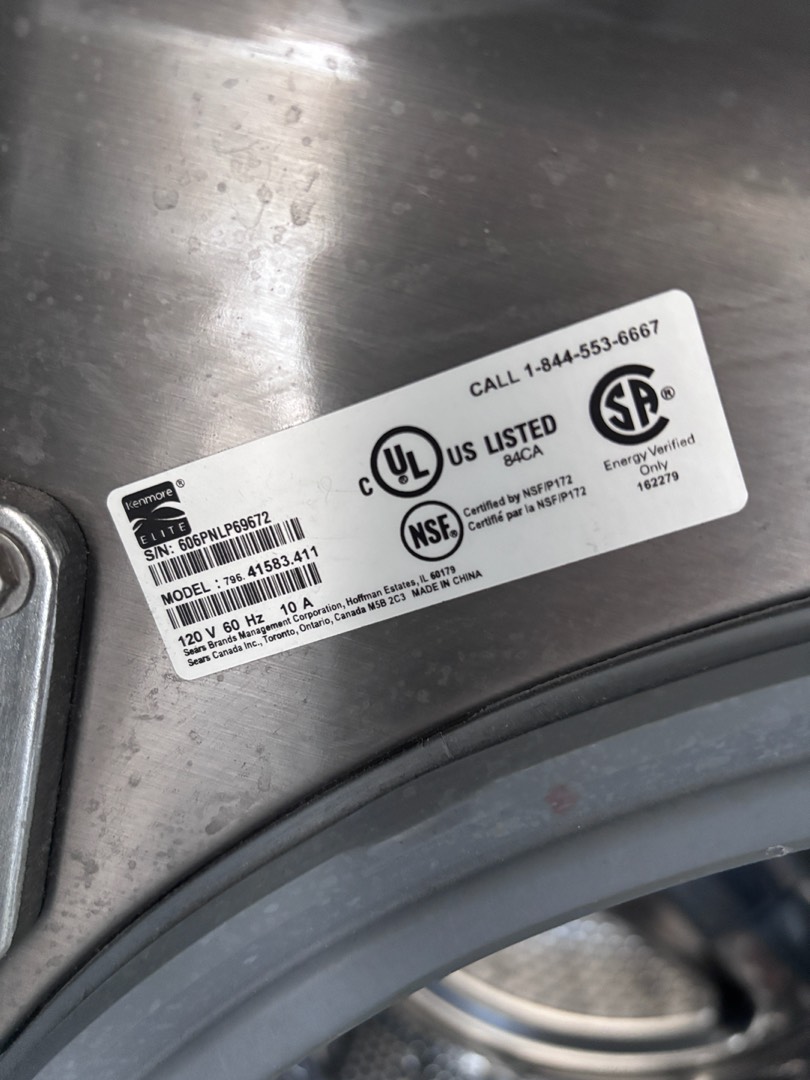 CALL 1-844-553-6667
Kenmore®
ELITE
S/N: 606PNLP69672
MODEL : 796. 41583.411
120 V 60 Hz 10 A
Sears Brands Management Corporation, Hoffman Estates, IL 60179
Sears Canada Inc., Toronto, Ontario, Canada M5B 2C3 MADE IN CHINA
C UL® US LISTED
84CA
NSF®
Certified by NSF/P172
Certifié par la NSF/P172
SA®
Energy Verified
Only
162279